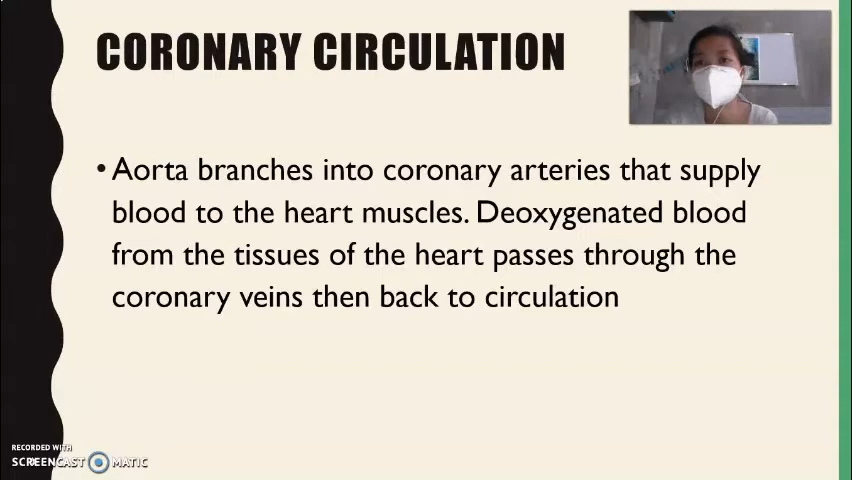 CORONARY CIRCULATION
• Aorta branches into coronary arteries that supply
blood to the heart muscles. Deoxygenated blood
from the tissues of the heart passes through the
coronary veins then back to circulation
RECORDED WITH
SCREENCAST MATIC